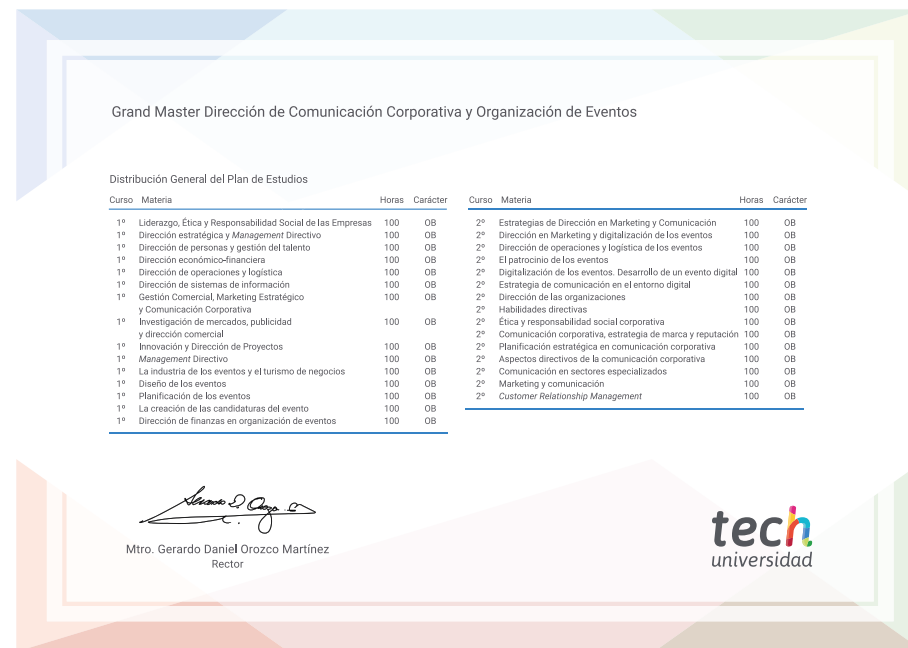 Grand Master Dirección de Comunicación Corporativa y Organización de Eventos
Distribución General del Plan de Estudios
Curso Materia Horas Carácter
1º Liderazgo, Ética y Responsabilidad Social de las Empresas 100 OB
1º Dirección estratégica y Management Directivo 100 OB
1º Dirección de personas y gestión del talento 100 OB
1º Dirección económico-financiera 100 OB
1º Dirección de operaciones y logística 100 OB
1º Dirección de sistemas de información 100 OB
1º Gestión Comercial, Marketing Estratégico 100 OB
y Comunicación Corporativa
1º Investigación de mercados, publicidad 100 OB
y dirección comercial
1º Innovación y Dirección de Proyectos 100 OB
1º Management Directivo 100 OB
1º La industria de los eventos y el turismo de negocios 100 OB
1º Diseño de los eventos 100 OB
1º Planificación de los eventos 100 OB
1º La creación de las candidaturas del evento 100 OB
1º Dirección de finanzas en organización de eventos 100 OB
Curso Materia Horas Carácter
2º Estrategias de Dirección en Marketing y Comunicación 100 OB
2º Dirección en Marketing y digitalización de los eventos 100 OB
2º Dirección de operaciones y logística de los eventos 100 OB
2º El patrocinio de los eventos 100 OB
2º Digitalización de los eventos. Desarrollo de un evento digital 100 OB
2º Estrategia de comunicación en el entorno digital 100 OB
2º Dirección de las organizaciones 100 OB
2º Habilidades directivas 100 OB
2º Ética y responsabilidad social corporativa 100 OB
2º Comunicación corporativa, estrategia de marca y reputación 100 OB
2º Planificación estratégica en comunicación corporativa 100 OB
2º Aspectos directivos de la comunicación corporativa 100 OB
2º Comunicación en sectores especializados 100 OB
2º Marketing y comunicación 100 OB
2º Customer Relationship Management 100 OB
Mtro. Gerardo Daniel Orozco Martínez
Rector
tech
universidad